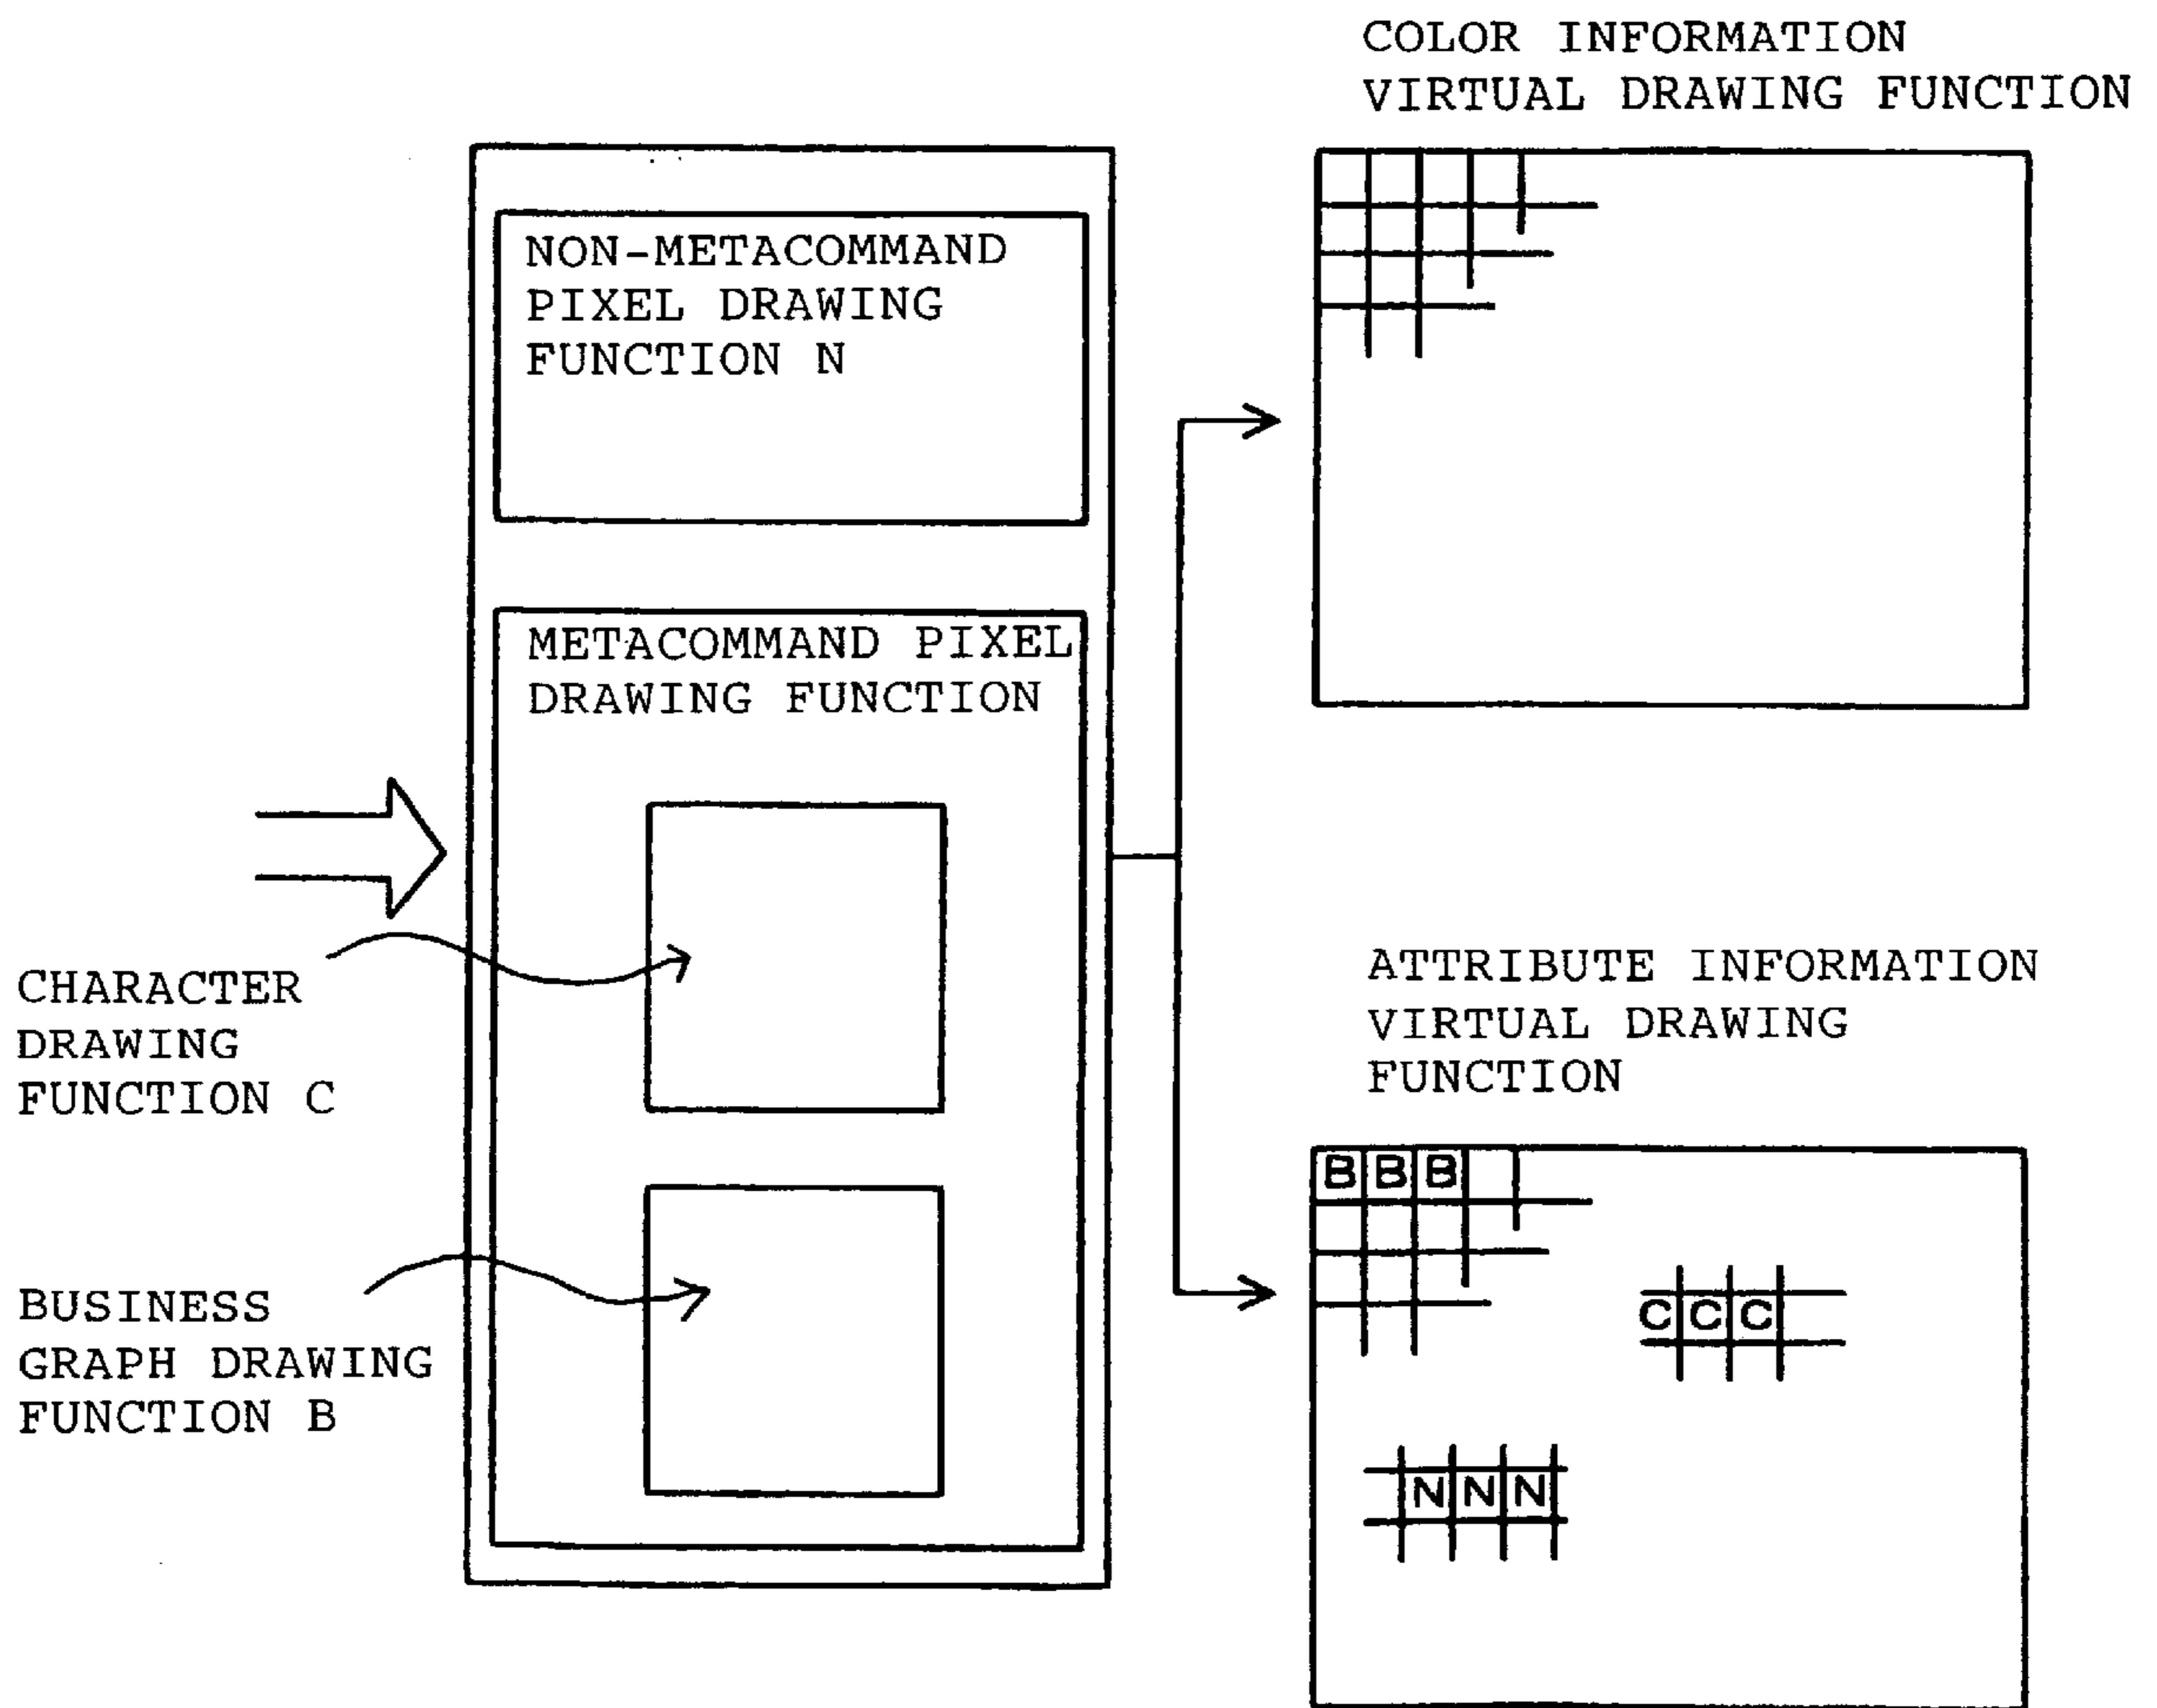 COLOR INFORMATION
VIRTUAL DRAWING FUNCTION
NON-METACOMMAND
PIXEL DRAWING
FUNCTION N
METACOMMAND PIXEL
DRAWING FUNCTION
CHARACTER
DRAWING
FUNCTION C
BUSINESS
GRAPH DRAWING
FUNCTION B
ATTRIBUTE INFORMATION
VIRTUAL DRAWING
FUNCTION
B B B
C C C
N N N